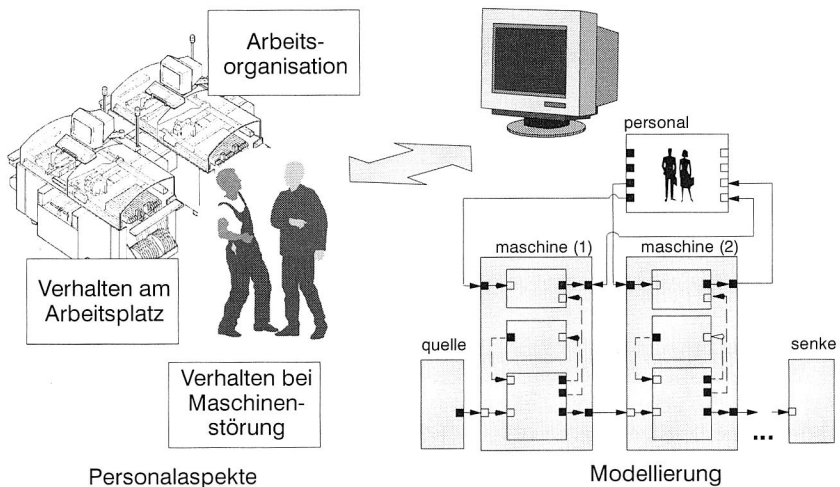 Arbeits-
organisation
Verhalten am
Arbeitsplatz
Verhalten bei
Maschinen-
störung
Personalaspekte
personal
maschine (1)
maschine (2)
quelle
senke
...
Modellierung